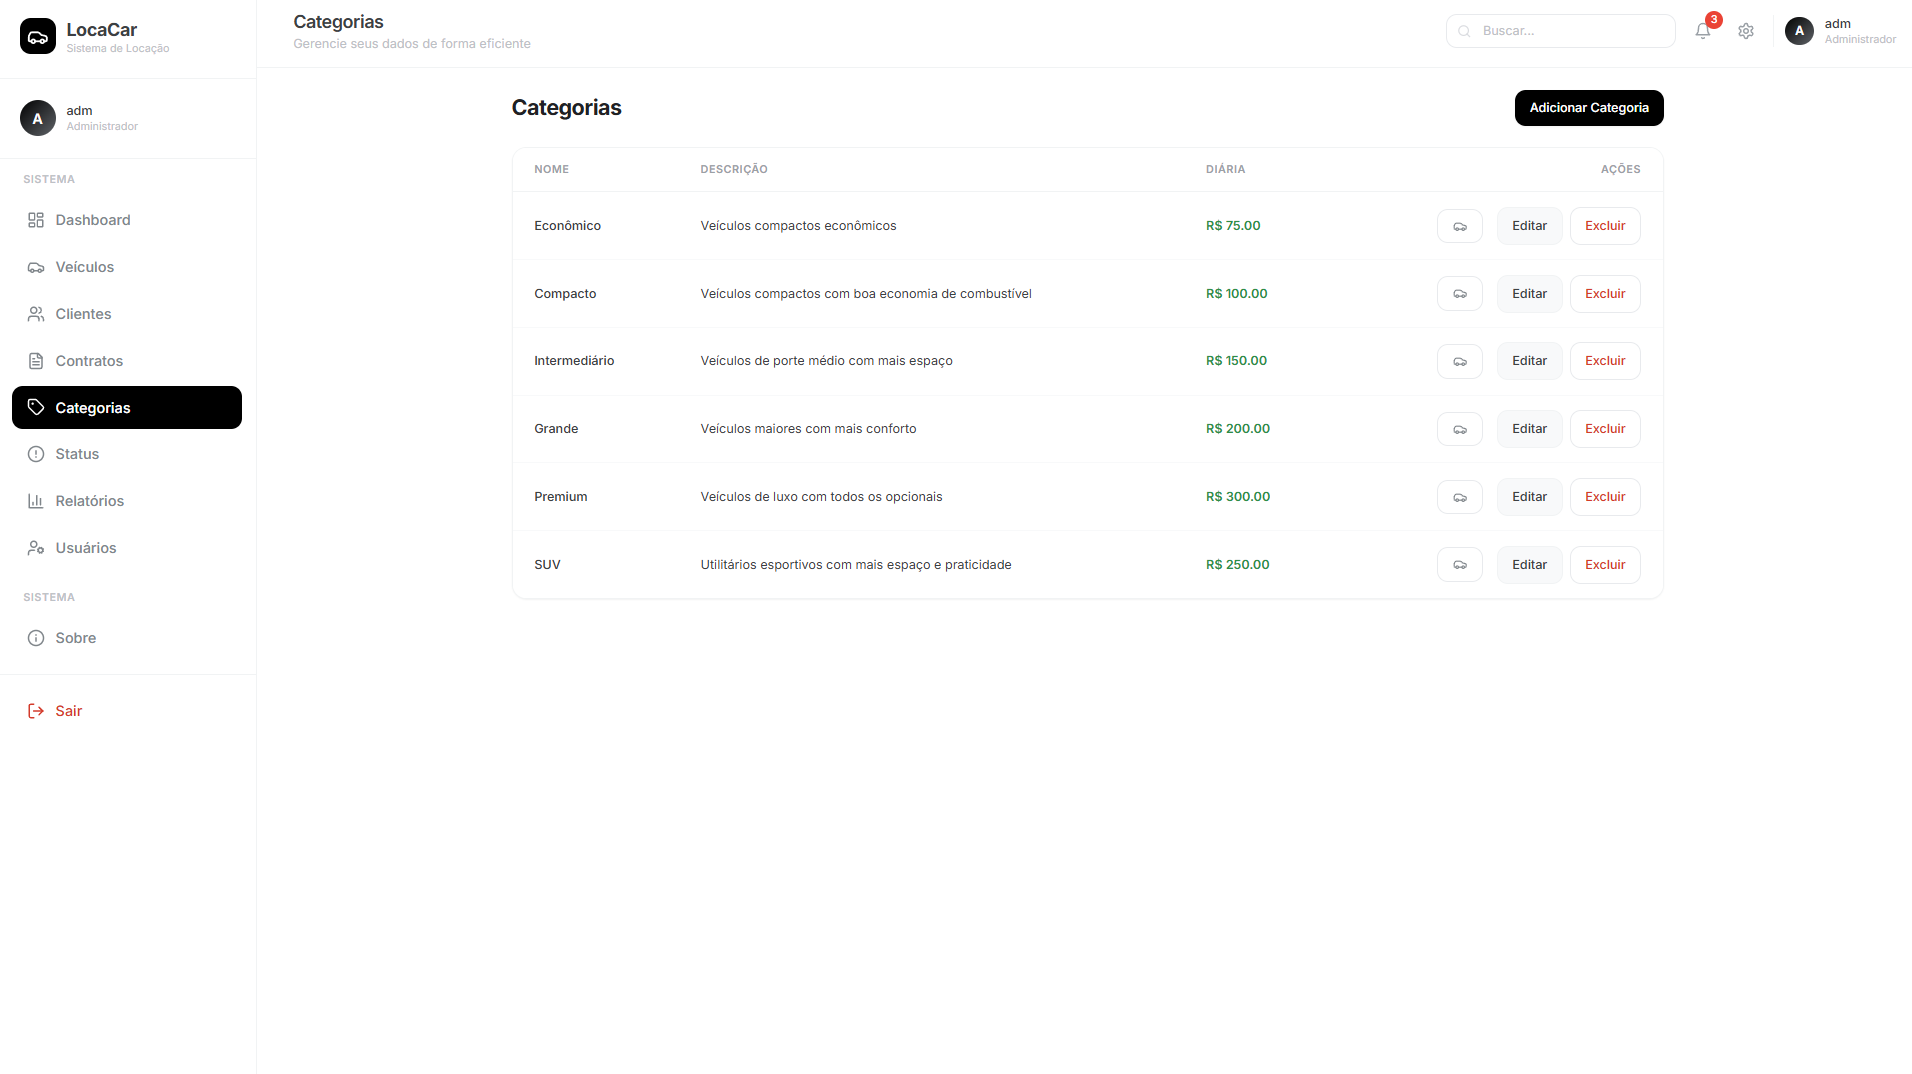 LocaCar
Sistema de Locação
A
adm
Administrador
SISTEMA
Dashboard
Veículos
Clientes
Contratos
Categorias
Status
Relatórios
Usuários
SISTEMA
Sobre
Sair
Categorias
Gerencie seus dados de forma eficiente
Buscar...
3
A
adm
Administrador
Categorias
Adicionar Categoria
NOME DESCRIÇÃO DIÁRIA AÇÕES
Econômico Veículos compactos econômicos R$ 75.00 Editar Excluir
Compacto Veículos compactos com boa economia de combustível R$ 100.00 Editar Excluir
Intermediário Veículos de porte médio com mais espaço R$ 150.00 Editar Excluir
Grande Veículos maiores com mais conforto R$ 200.00 Editar Excluir
Premium Veículos de luxo com todos os opcionais R$ 300.00 Editar Excluir
SUV Utilitários esportivos com mais espaço e praticidade R$ 250.00 Editar Excluir